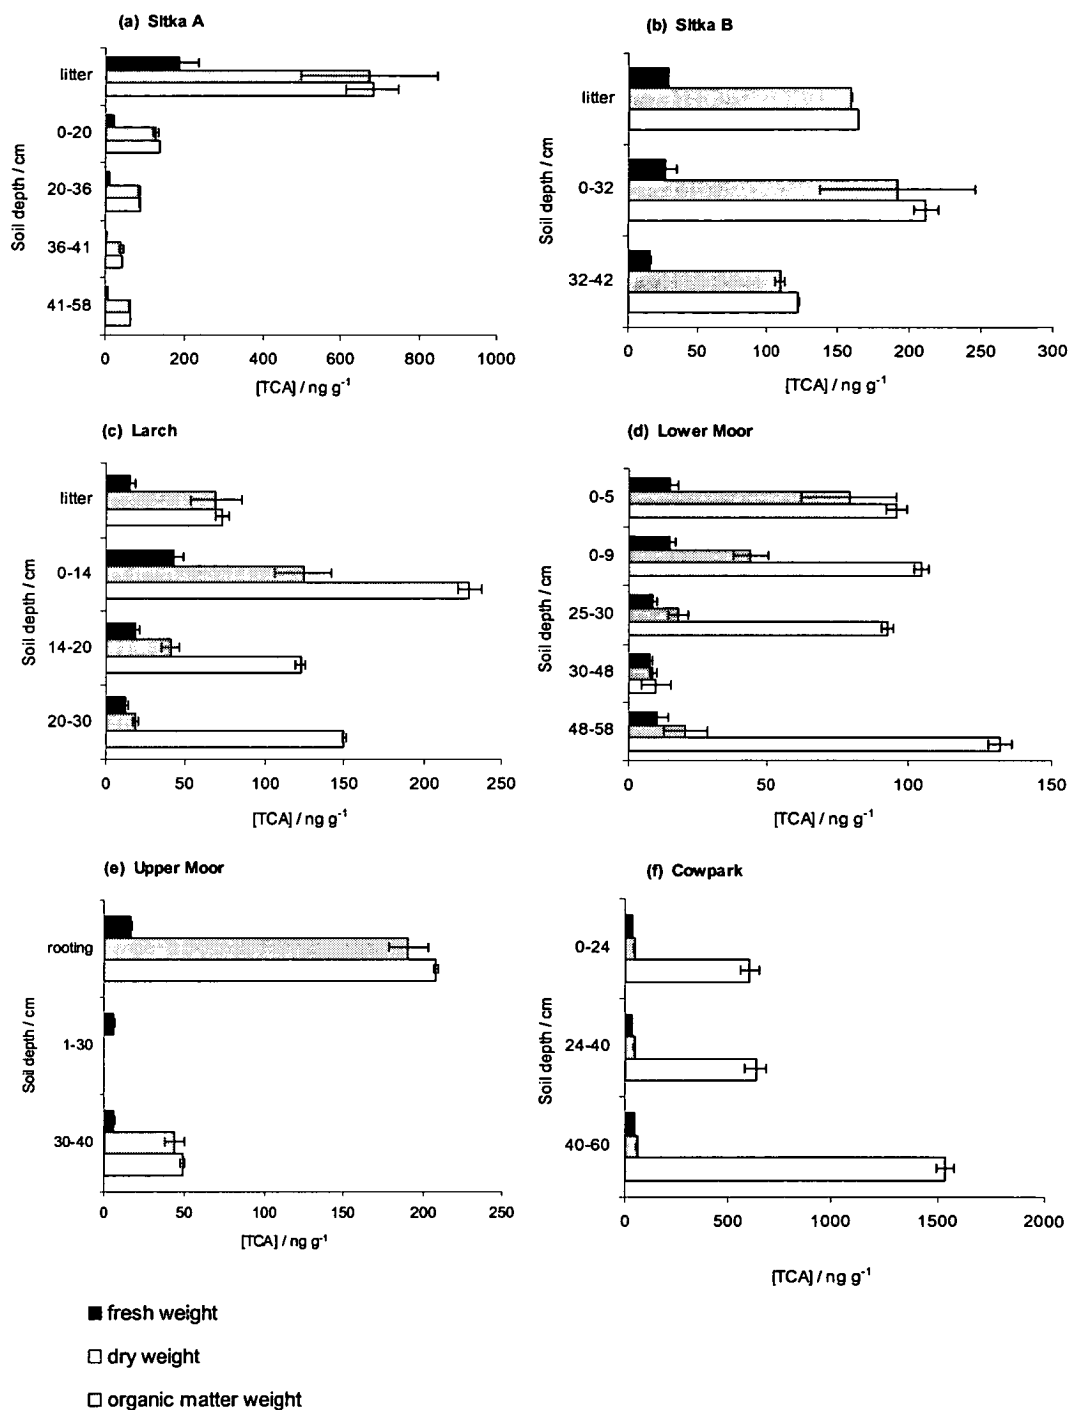 (a) Sitka A
Soil depth / cm
litter
0-20
20-36
36-41
41-58
0 200 400 600 800 1000
[TCA] / ng g⁻¹
(b) Sitka B
Soil depth / cm
litter
0-32
32-42
0 50 100 150 200 250 300
[TCA] / ng g⁻¹
(c) Larch
Soil depth / cm
litter
0-14
14-20
20-30
0 50 100 150 200 250
[TCA] / ng g⁻¹
(d) Lower Moor
Soil depth / cm
0-5
0-9
25-30
30-48
48-58
0 50 100 150
[TCA] / ng g⁻¹
(e) Upper Moor
Soil depth / cm
rooting
1-30
30-40
0 50 100 150 200 250
[TCA] / ng g⁻¹
(f) Cowpark
Soil depth / cm
0-24
24-40
40-60
0 500 1000 1500 2000
[TCA] / ng g⁻¹
fresh weight
dry weight
organic matter weight